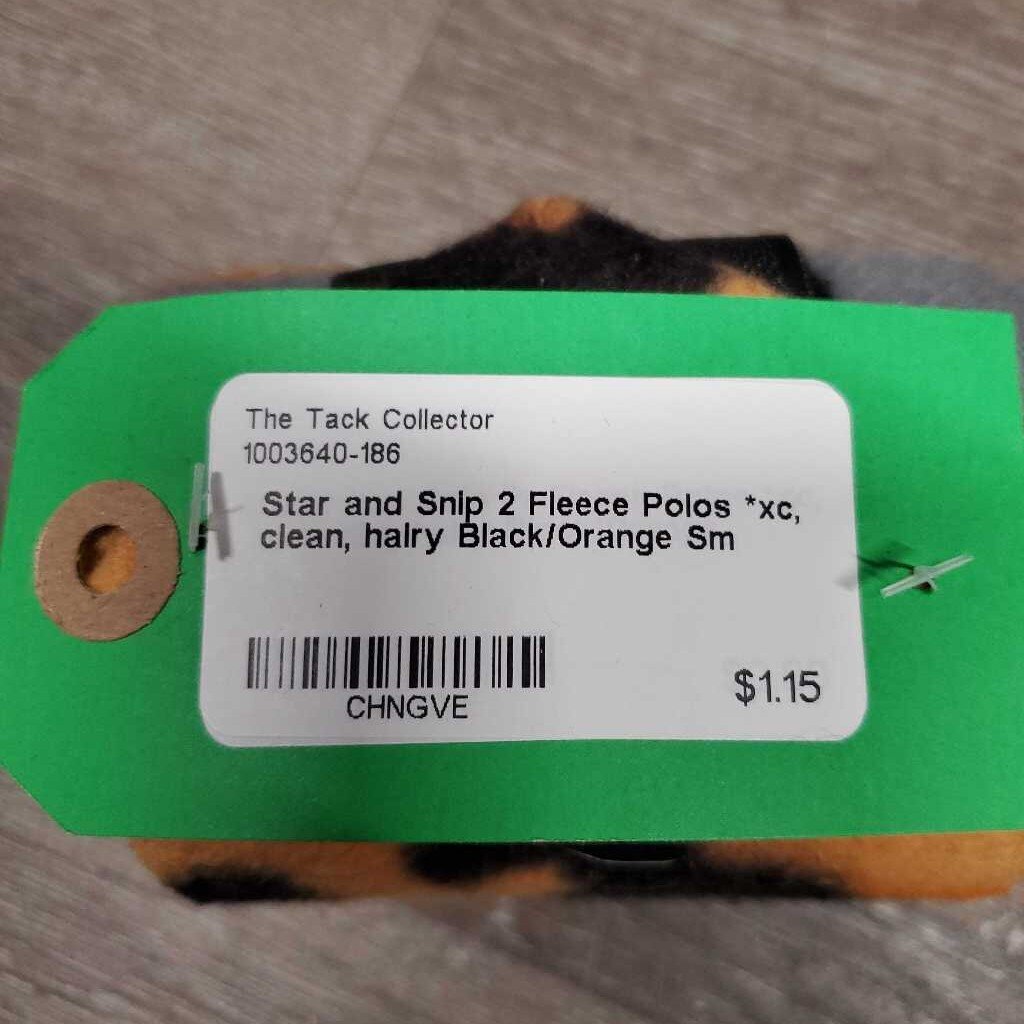 The Tack Collector
1003640-186
Star and Snip 2 Fleece Polos *xc,
clean, hairy Black/Orange Sm
CHNGVE
$1.15